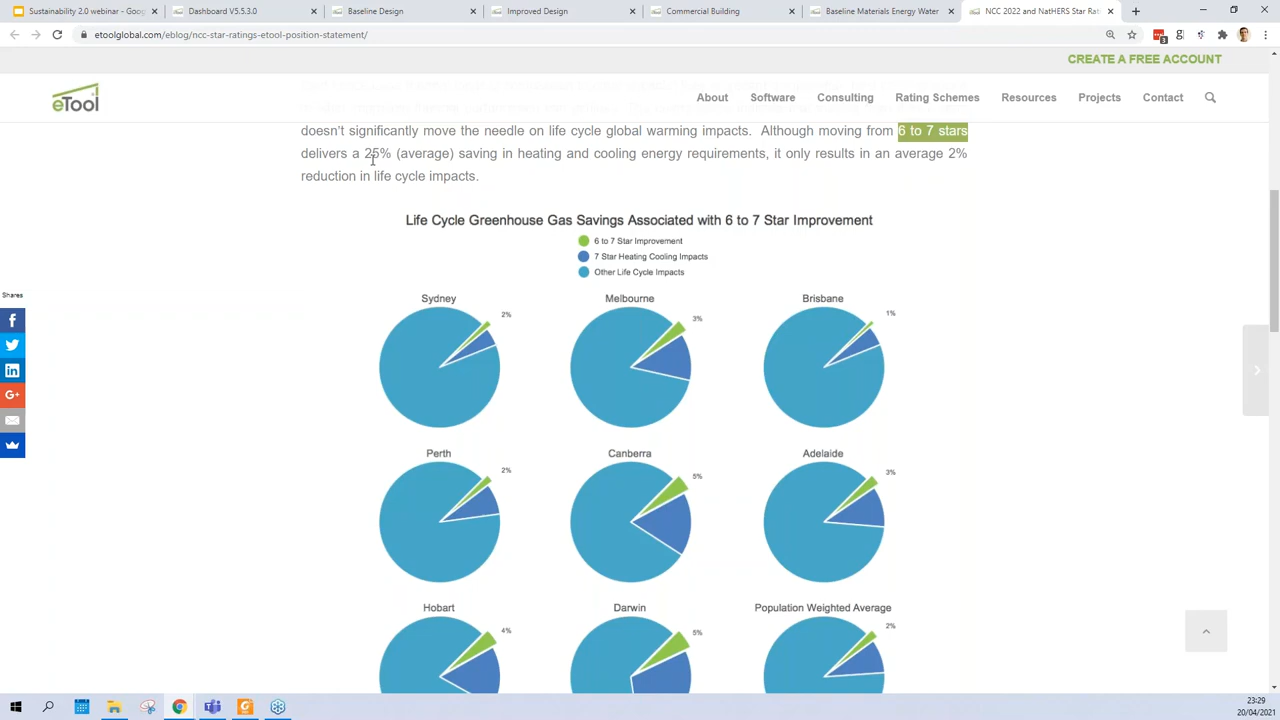 Sustainability 2.0 webinar - Goo
Dashboard V5.5.3.0
Baseline Design
Improved Design
Commercial Building
Baseline Materials Energy Water
NCC 2022 and NatHERS Star Rat
etoolglobal.com/eblog/ncc-star-ratings-etool-position-statement/
3
CREATE A FREE ACCOUNT
eTool
About
Software
Consulting
Rating Schemes
Resources
Projects
Contact
doesn't significantly move the needle on life cycle global warming impacts. Although moving from 6 to 7 stars
delivers a 25% (average) saving in heating and cooling energy requirements, it only results in an average 2%
reduction in life cycle impacts.
Life Cycle Greenhouse Gas Savings Associated with 6 to 7 Star Improvement
6 to 7 Star Improvement
7 Star Heating Cooling Impacts
Other Life Cycle Impacts
Shares
Sydney
2%
Melbourne
3%
Brisbane
1%
Perth
2%
Canberra
5%
Adelaide
3%
Hobart
4%
Darwin
5%
Population Weighted Average
2%
23:29
20/04/2021